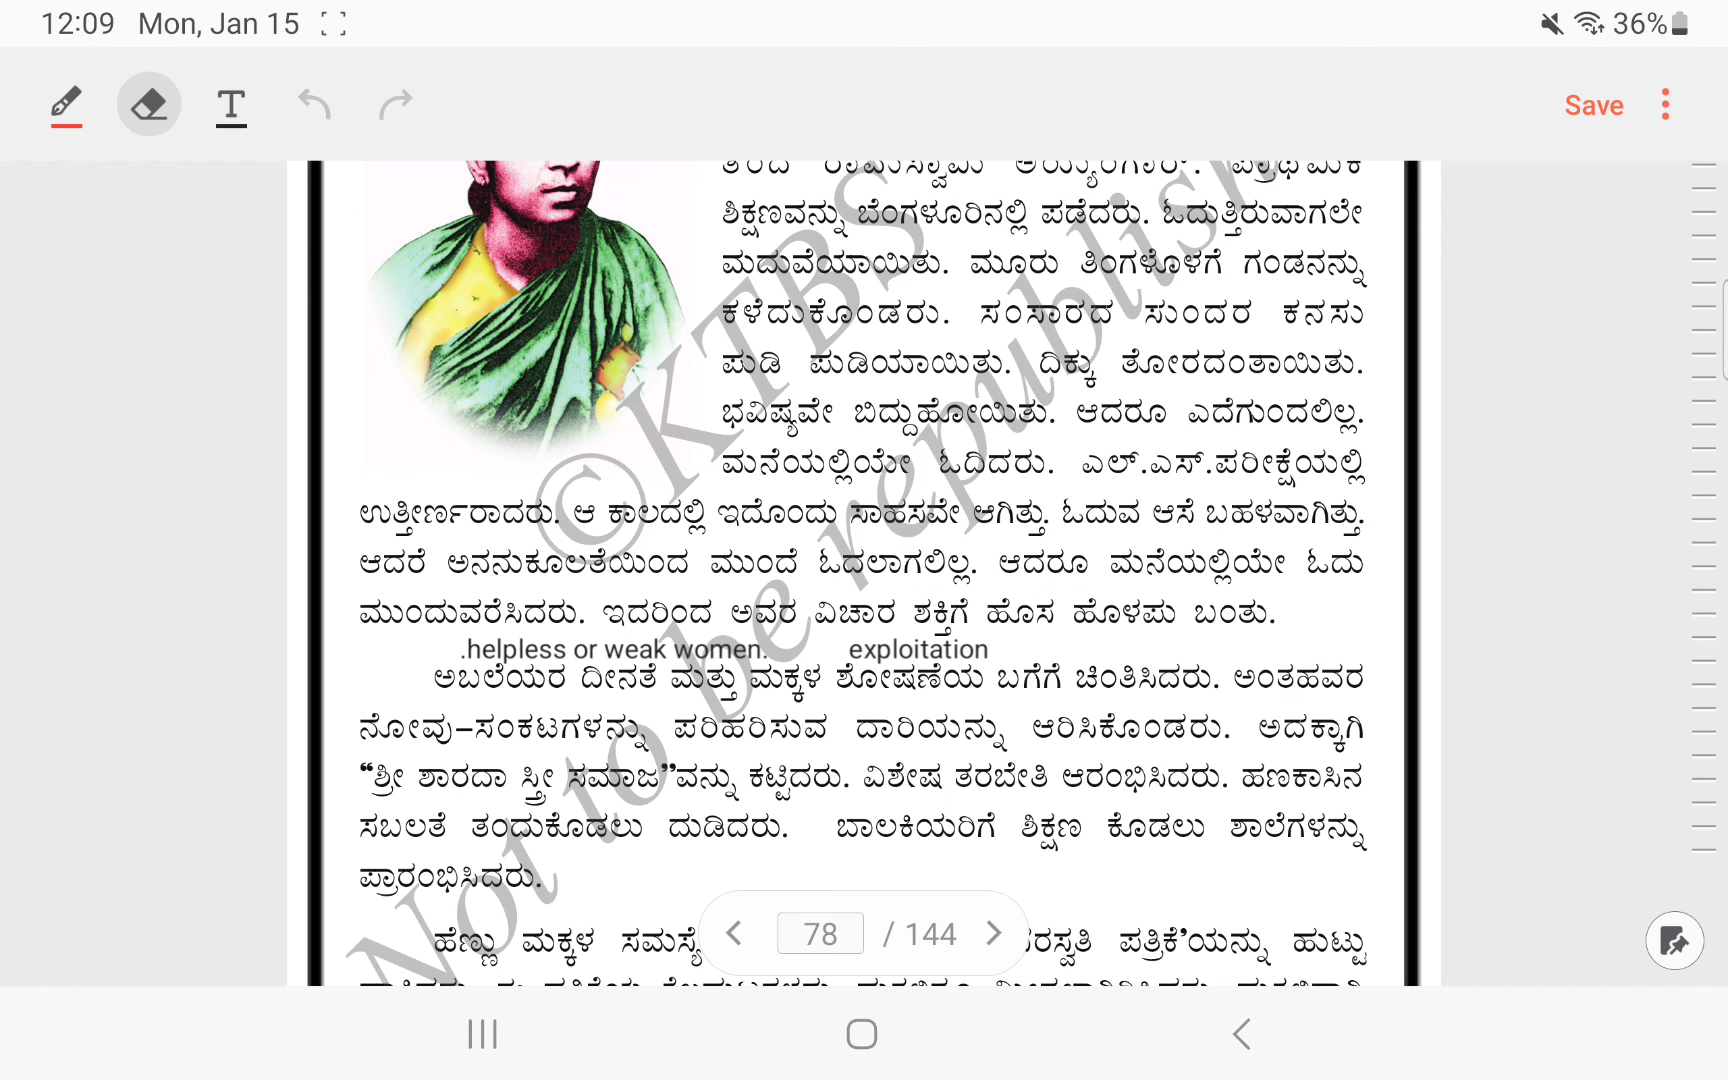 12:09 Mon, Jan 15 36%
T Save
ತಂದೆ ರಾಮಸ್ವಾಮಿ ಅಯ್ಯಂಗಾರ್. ಪ್ರಾಥಮಿಕ
ಶಿಕ್ಷಣವನ್ನು ಬೆಂಗಳೂರಿನಲ್ಲಿ ಪಡೆದರು. ಓದುತ್ತಿರುವಾಗಲೇ
ಮದುವೆಯಾಯಿತು. ಮೂರು ತಿಂಗಳೊಳಗೆ ಗಂಡನನ್ನು
ಕಳೆದುಕೊಂಡರು. ಸಂಸಾರದ ಸುಂದರ ಕನಸು
ಪುಡಿ ಪುಡಿಯಾಯಿತು. ದಿಕ್ಕು ತೋರದಂತಾಯಿತು.
ಭವಿಷ್ಯವೇ ಬಿದ್ದುಹೋಯಿತು. ಆದರೂ ಎದೆಗುಂದಲಿಲ್ಲ.
ಮನೆಯಲ್ಲಿಯೇ ಓದಿದರು. ಎಲ್.ಎಸ್.ಪರೀಕ್ಷೆಯಲ್ಲಿ
ಉತ್ತೀರ್ಣರಾದರು. ಆ ಕಾಲದಲ್ಲಿ ಇದೊಂದು ಸಾಹಸವೇ ಆಗಿತ್ತು. ಓದುವ ಆಸೆ ಬಹಳವಾಗಿತ್ತು.
ಆದರೆ ಅನನುಕೂಲತೆಯಿಂದ ಮುಂದೆ ಓದಲಾಗಲಿಲ್ಲ. ಆದರೂ ಮನೆಯಲ್ಲಿಯೇ ಓದು
ಮುಂದುವರೆಸಿದರು. ಇದರಿಂದ ಅವರ ವಿಚಾರ ಶಕ್ತಿಗೆ ಹೊಸ ಹೊಳಪು ಬಂತು.
.helpless or weak women. exploitation
ಅಬಲೆಯರ ದೀನತೆ ಮತ್ತು ಮಕ್ಕಳ ಶೋಷಣೆಯ ಬಗೆಗೆ ಚಿಂತಿಸಿದರು. ಅಂತಹವರ
ನೋವು–ಸಂಕಟಗಳನ್ನು ಪರಿಹರಿಸುವ ದಾರಿಯನ್ನು ಆರಿಸಿಕೊಂಡರು. ಅದಕ್ಕಾಗಿ
“ಶ್ರೀ ಶಾರದಾ ಸ್ತ್ರೀ ಸಮಾಜ”ವನ್ನು ಕಟ್ಟಿದರು. ವಿಶೇಷ ತರಬೇತಿ ಆರಂಭಿಸಿದರು. ಹಣಕಾಸಿನ
ಸಬಲತೆ ತಂದುಕೊಡಲು ದುಡಿದರು. ಬಾಲಕಿಯರಿಗೆ ಶಿಕ್ಷಣ ಕೊಡಲು ಶಾಲೆಗಳನ್ನು
ಪ್ರಾರಂಭಿಸಿದರು.
ಹೆಣ್ಣು ಮಕ್ಕಳ ಪತ್ರಿಕೆ’ಯನ್ನು ಹುಟ್ಟು
78 / 144
©KTBS
Not to be republish